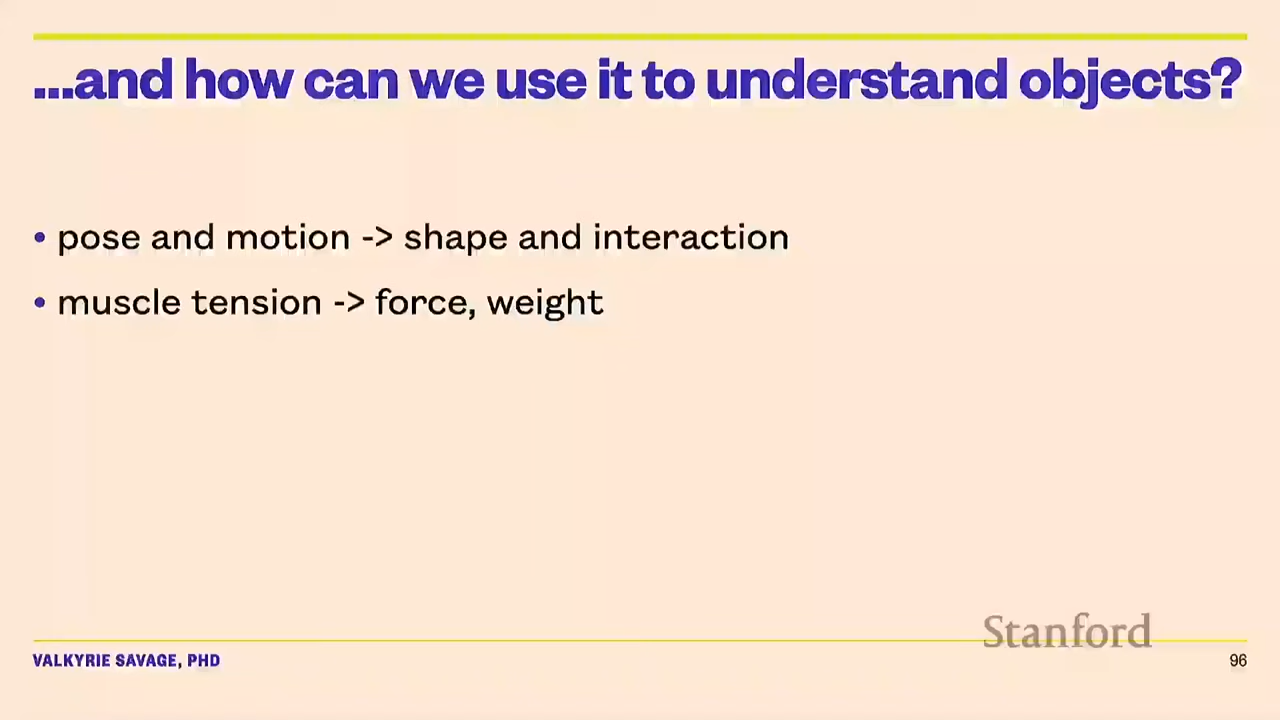 ...and how can we use it to understand objects?
• pose and motion -> shape and interaction
• muscle tension -> force, weight
Stanford
VALKYRIE SAVAGE, PHD
96